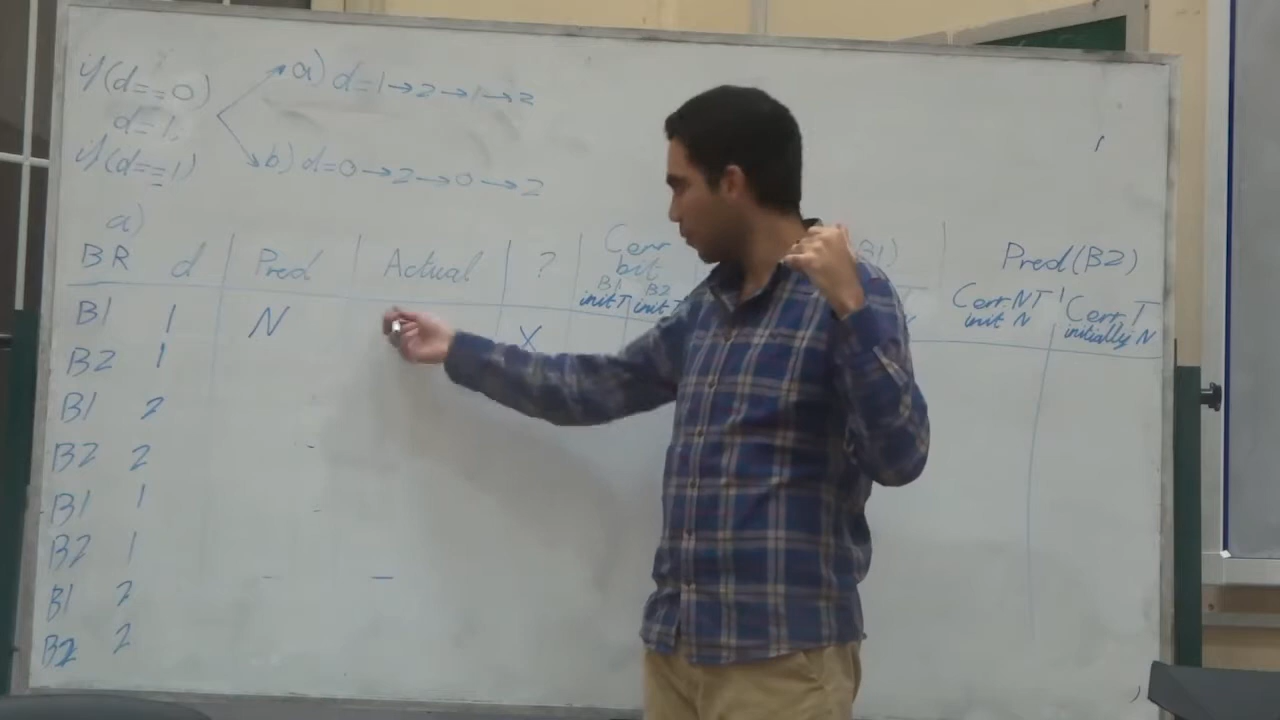 if(d==0)
d=1;
if(d==1)
a) d=1→2→1→2
b) d=0→2→0→2
a)
BR d Pred Actual ? Corr bit B1 init T B2 init T B1) Pred(B2) Corr.NT init N Corr.T initially N
B1 1 N X
B2 1
B1 2
B2 2
B1 1
B2 1
B1 2
B2 2